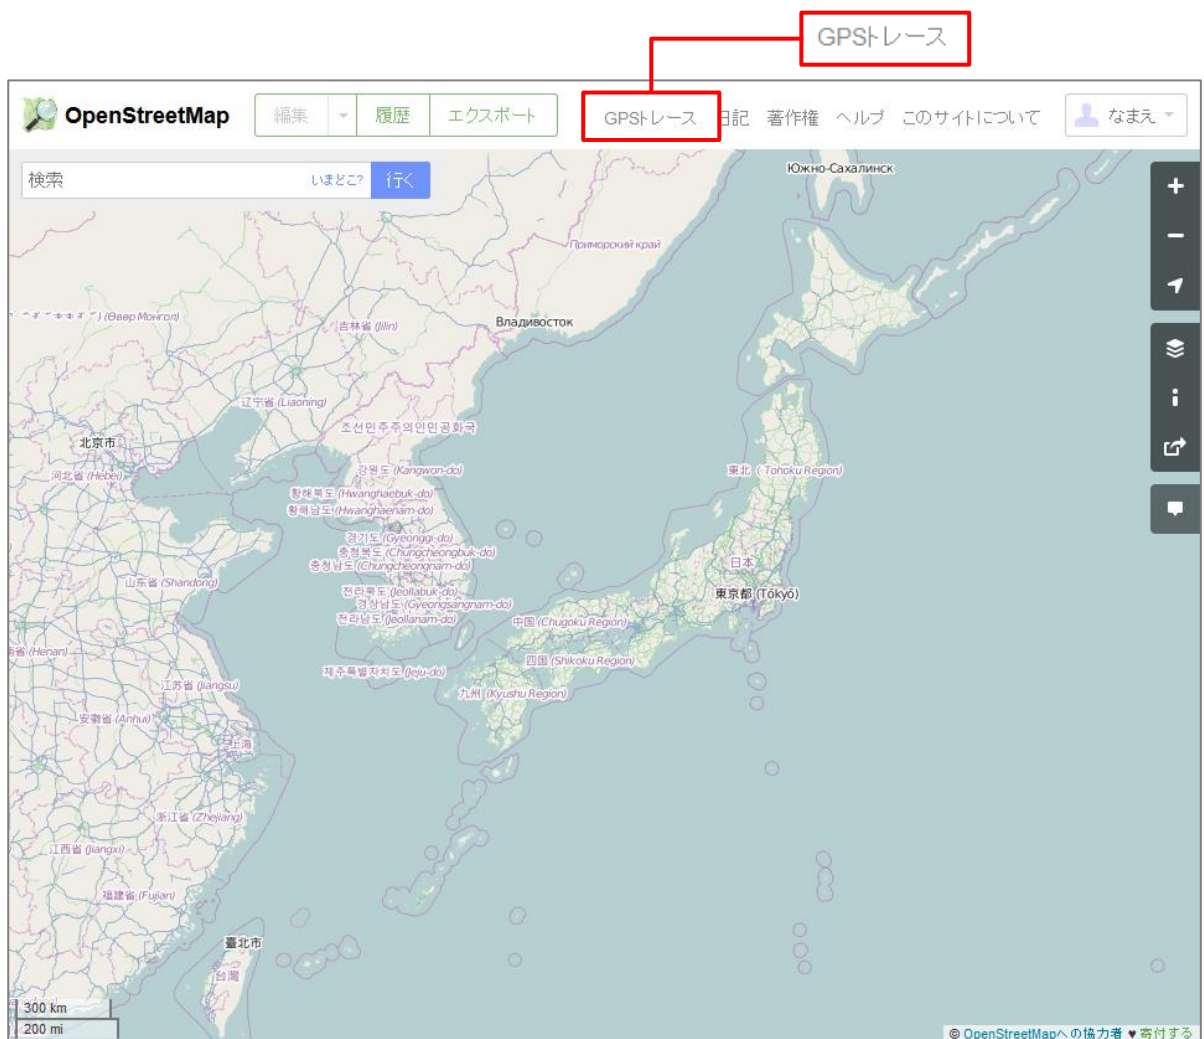 GPSトレース
OpenStreetMap
編集
履歴
エクスポート
GPSトレース
日記
著作権
ヘルプ
このサイトについて
なまえ
検索
いまどこ?
行く
Южно-Сахалинск
Приморский край
(Өвөр Монгол)
吉林省 (Jilin)
Владивосток
辽宁省 (Liaoning)
조선민주주의인민공화국
北京市
河北省 (Hebei)
강원도 (Kangwon-do)
東北 (Tohoku Region)
황해북도 (Hwanghaebuk-do)
황해남도 (Hwanghaenam-do)
경기도 (Gyeonggi-do)
충청북도 (Chungcheongbuk-do)
충청남도 (Chungcheongnam-do)
日本
山东省 (Shandong)
전라북도 (Jeollabuk-do)
東京都 (Tōkyō)
경상남도 (Gyeongsangnam-do)
전라남도 (Jeollanam-do)
中国 (Chugoku Region)
(Henan)
四国 (Shikoku Region)
제주특별자치도 (Jeju-do)
江苏省 (Jiangsu)
九州 (Kyushu Region)
安徽省 (Anhui)
上海
浙江省 (Zhejiang)
江西省 (Jiangxi)
福建省 (Fujian)
臺北市
台灣
300 km
200 mi
© OpenStreetMapへの協力者 ♥ 寄付する